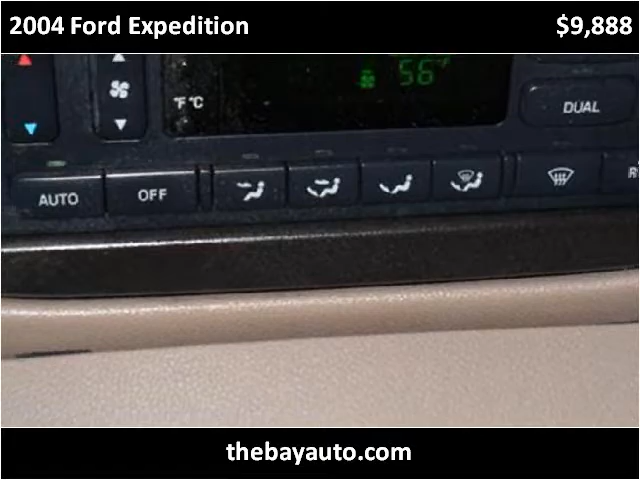 2004 Ford Expedition $9,888
56°F
°F°C
DUAL
AUTO OFF
R
thebayauto.com